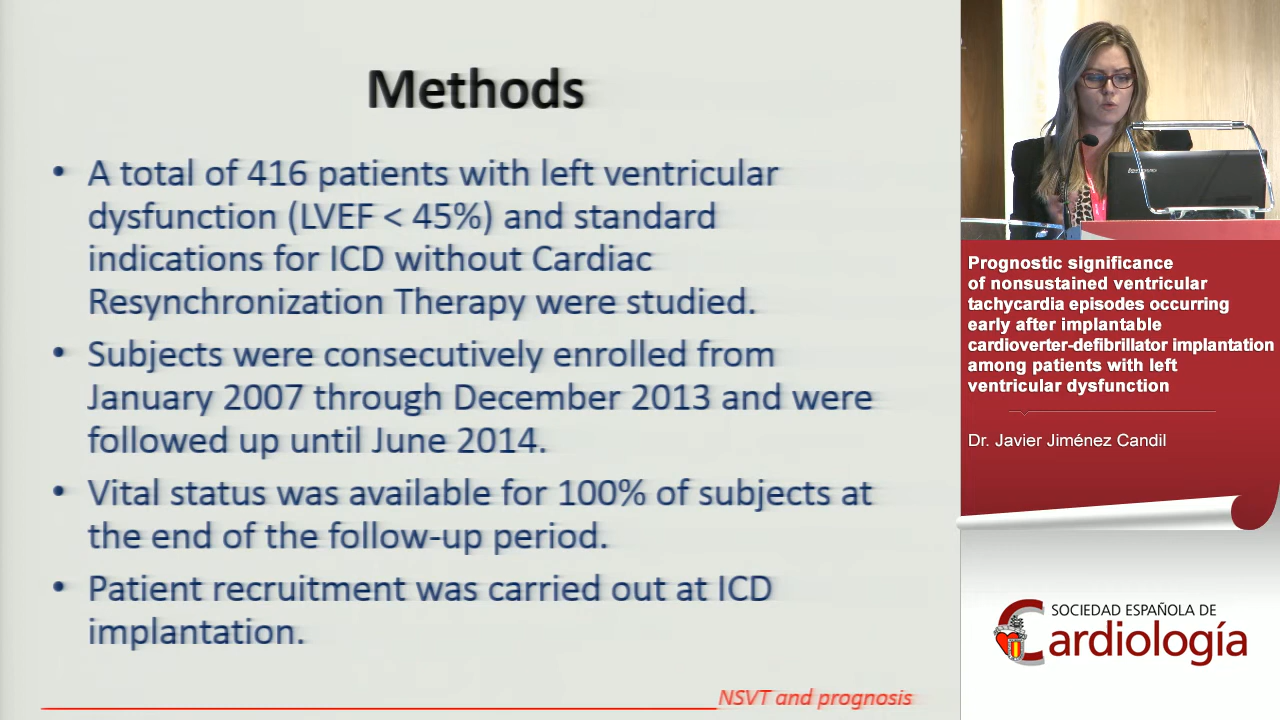 Methods
• A total of 416 patients with left ventricular
dysfunction (LVEF < 45%) and standard
indications for ICD without Cardiac
Resynchronization Therapy were studied.
• Subjects were consecutively enrolled from
January 2007 through December 2013 and were
followed up until June 2014.
• Vital status was available for 100% of subjects at
the end of the follow-up period.
• Patient recruitment was carried out at ICD
implantation.
NSVT and prognosis
lenovo
Prognostic significance
of nonsustained ventricular
tachycardia episodes occurring
early after implantable
cardioverter-defibrillator implantation
among patients with left
ventricular dysfunction
Dr. Javier Jiménez Candil
SOCIEDAD ESPAÑOLA DE
Cardiología